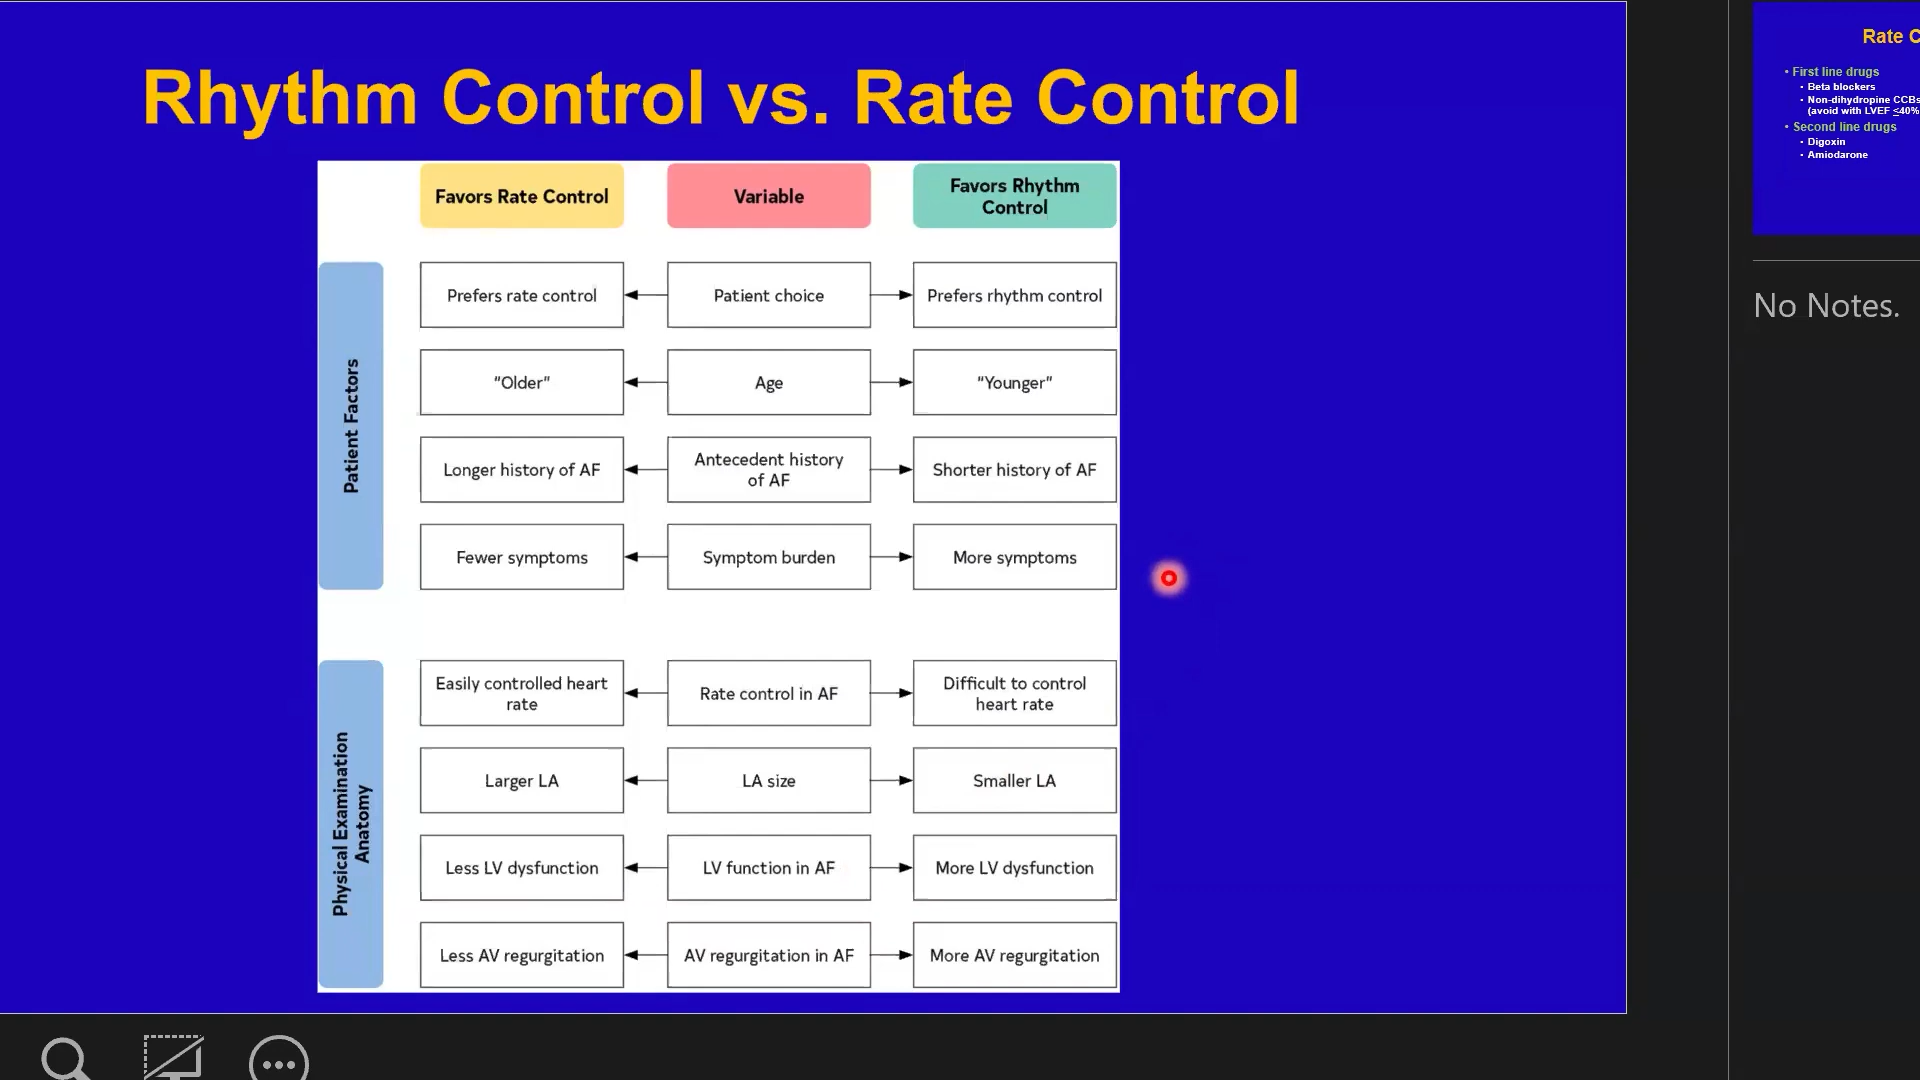 Rhythm Control vs. Rate Control
Favors Rate Control
Variable
Favors Rhythm
Control
Patient Factors
Prefers rate control
Patient choice
Prefers rhythm control
"Older"
Age
"Younger"
Longer history of AF
Antecedent history
of AF
Shorter history of AF
Fewer symptoms
Symptom burden
More symptoms
Physical Examination
Anatomy
Easily controlled heart
rate
Rate control in AF
Difficult to control
heart rate
Larger LA
LA size
Smaller LA
Less LV dysfunction
LV function in AF
More LV dysfunction
Less AV regurgitation
AV regurgitation in AF
More AV regurgitation
Rate C
• First line drugs
• Beta blockers
• Non-dihydropine CCBs
(avoid with LVEF ≤40%
• Second line drugs
• Digoxin
• Amiodarone
No Notes.